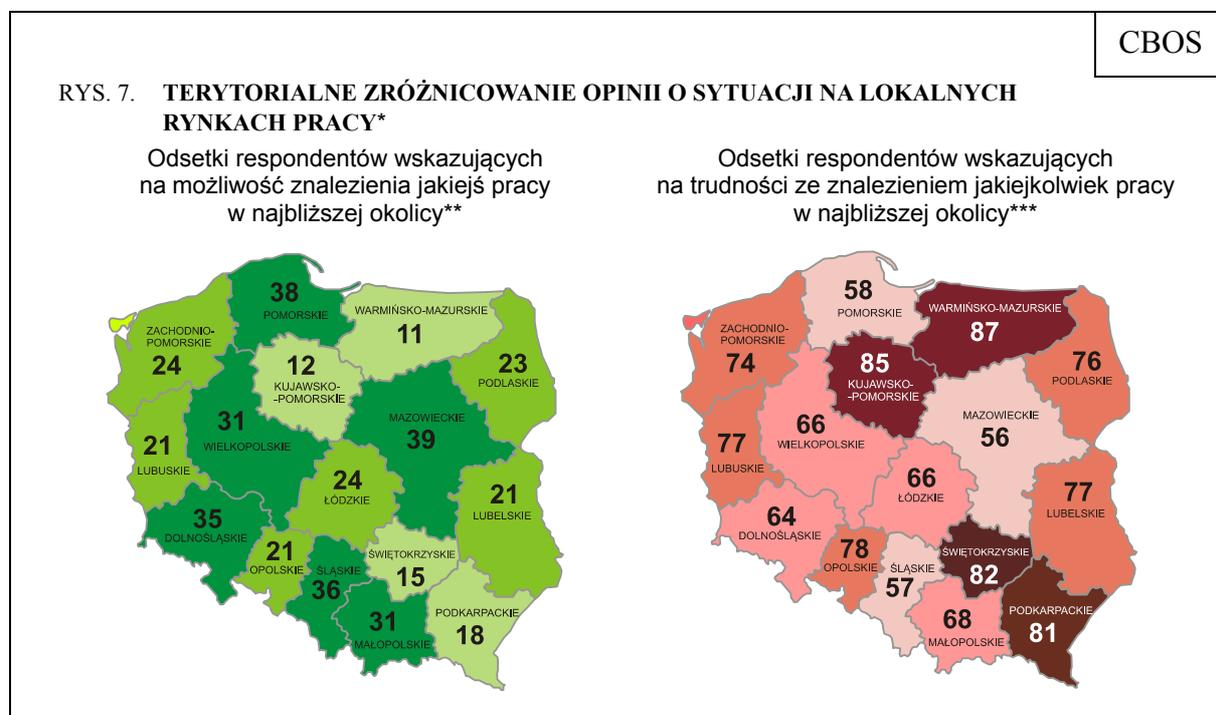 CBOS
RYS. 7. TERYTORIALNE ZRÓŻNICOWANIE OPINII O SYTUACJI NA LOKALNYCH
RYNKACH PRACY*
Odsetki respondentów wskazujących
na możliwość znalezienia jakiejś pracy
w najbliższej okolicy**
38
POMORSKIE
WARMIŃSKO-MAZURSKIE
11
ZACHODNIO-
POMORSKIE
24
12
KUJAWSKO-
-POMORSKIE
23
PODLASKIE
31
WIELKOPOLSKIE
MAZOWIECKIE
39
21
LUBUSKIE
24
ŁÓDZKIE
21
LUBELSKIE
35
DOLNOŚLĄSKIE
21
OPOLSKIE
ŚLĄSKIE
36
ŚWIĘTOKRZYSKIE
15
31
MAŁOPOLSKIE
PODKARPACKIE
18
Odsetki respondentów wskazujących
na trudności ze znalezieniem jakiejkolwiek pracy
w najbliższej okolicy***
58
POMORSKIE
WARMIŃSKO-MAZURSKIE
87
ZACHODNIO-
POMORSKIE
74
85
KUJAWSKO-
-POMORSKIE
76
PODLASKIE
66
WIELKOPOLSKIE
MAZOWIECKIE
56
77
LUBUSKIE
66
ŁÓDZKIE
77
LUBELSKIE
64
DOLNOŚLĄSKIE
78
OPOLSKIE
ŚLĄSKIE
57
ŚWIĘTOKRZYSKIE
82
68
MAŁOPOLSKIE
PODKARPACKIE
81